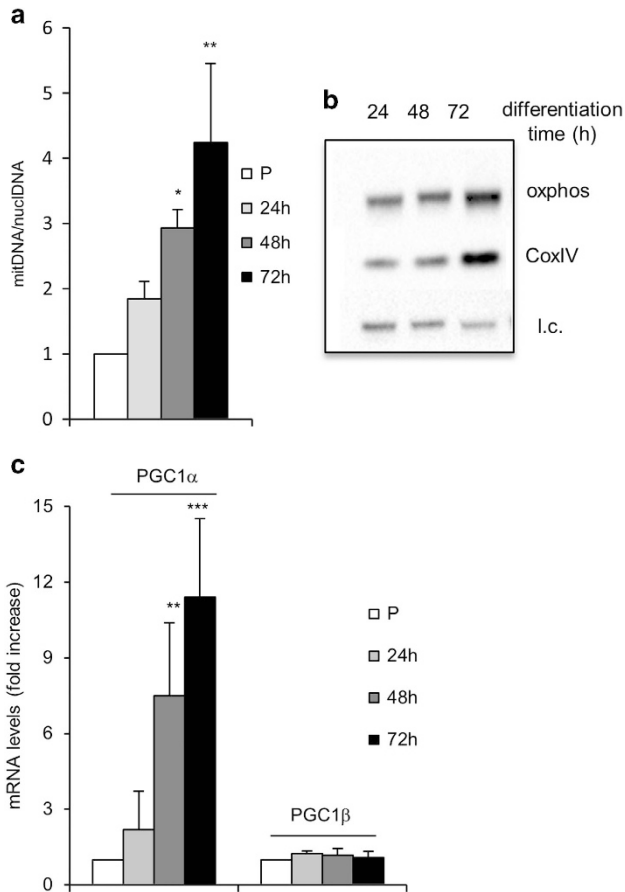 a
6
5
4
3
2
1
0
mitDNA/nuclDNA
*
**
P
24h
48h
72h
b
24 48 72 differentiation
time (h)
oxphos
CoxIV
l.c.
c
PGC1α
15
12
9
6
3
0
mRNA levels (fold increase)
**
***
P
24h
48h
72h
PGC1β